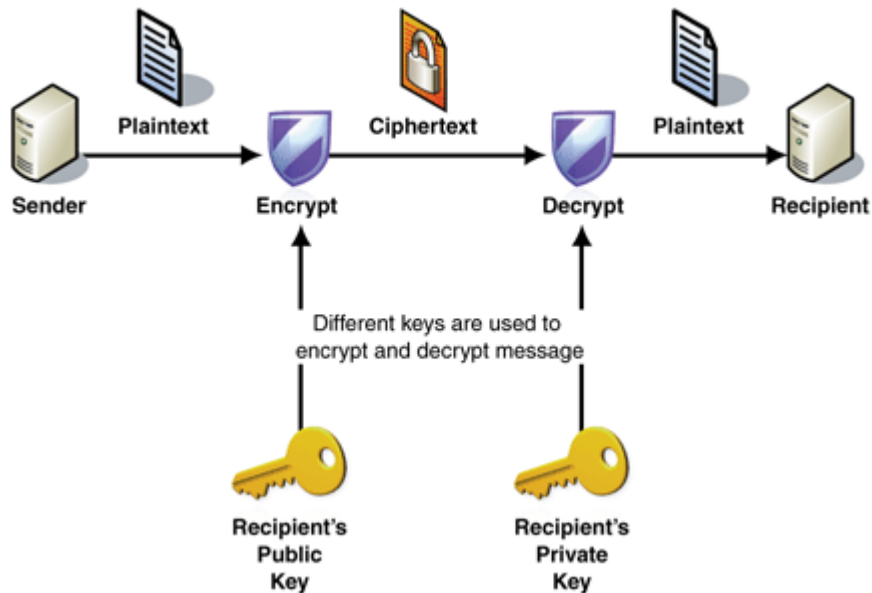 Plaintext
Ciphertext
Plaintext
Sender
Encrypt
Decrypt
Recipient
Different keys are used to
encrypt and decrypt message
Recipient's
Public
Key
Recipient's
Private
Key